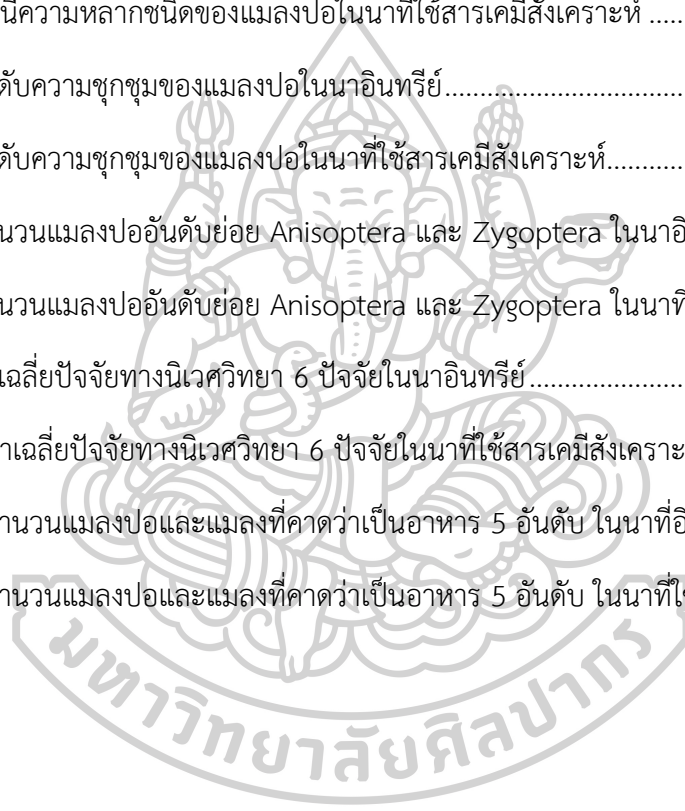 นีความหลากชนิดของแมลงปอในนาที่ใช้สารเคมีสังเคราะห์ .....
ดับความชุกชุมของแมลงปอในนาอินทรีย์..................................
ดับความชุกชุมของแมลงปอในนาที่ใช้สารเคมีสังเคราะห์...........
นวนแมลงปออันดับย่อย Anisoptera และ Zygoptera ในนาอิ
นวนแมลงปออันดับย่อย Anisoptera และ Zygoptera ในนาที
เฉลี่ยปัจจัยทางนิเวศวิทยา 6 ปัจจัยในนาอินทรีย์......................
าเฉลี่ยปัจจัยทางนิเวศวิทยา 6 ปัจจัยในนาที่ใช้สารเคมีสังเคราะ
ำนวนแมลงปอและแมลงที่คาดว่าเป็นอาหาร 5 อันดับ ในนาที่อิ
ำนวนแมลงปอและแมลงที่คาดว่าเป็นอาหาร 5 อันดับ ในนาที่ใช
มหาวิทยาลัยศิลปากร